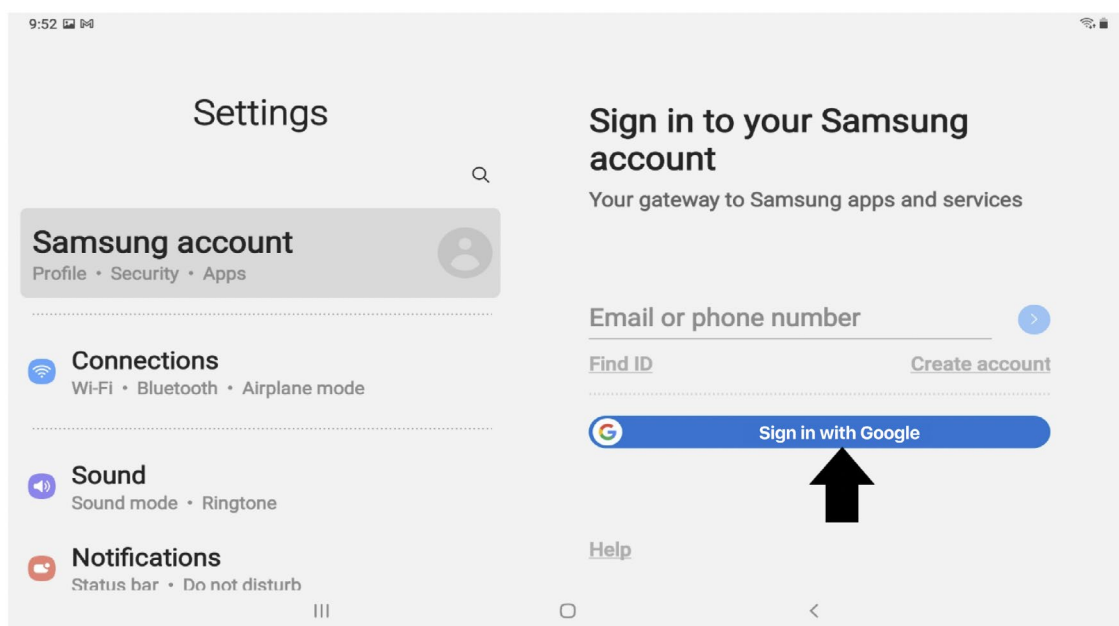 9:52
Settings
Samsung account
Profile • Security • Apps
Connections
Wi-Fi • Bluetooth • Airplane mode
Sound
Sound mode • Ringtone
Notifications
Status bar • Do not disturb
Sign in to your Samsung
account
Your gateway to Samsung apps and services
Email or phone number
Find ID
Create account
Sign in with Google
Help